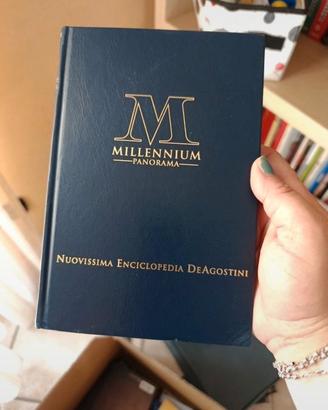 M
MILLENNIUM
PANORAMA
NUOVISSIMA ENCICLOPEDIA DEAGOSTINI